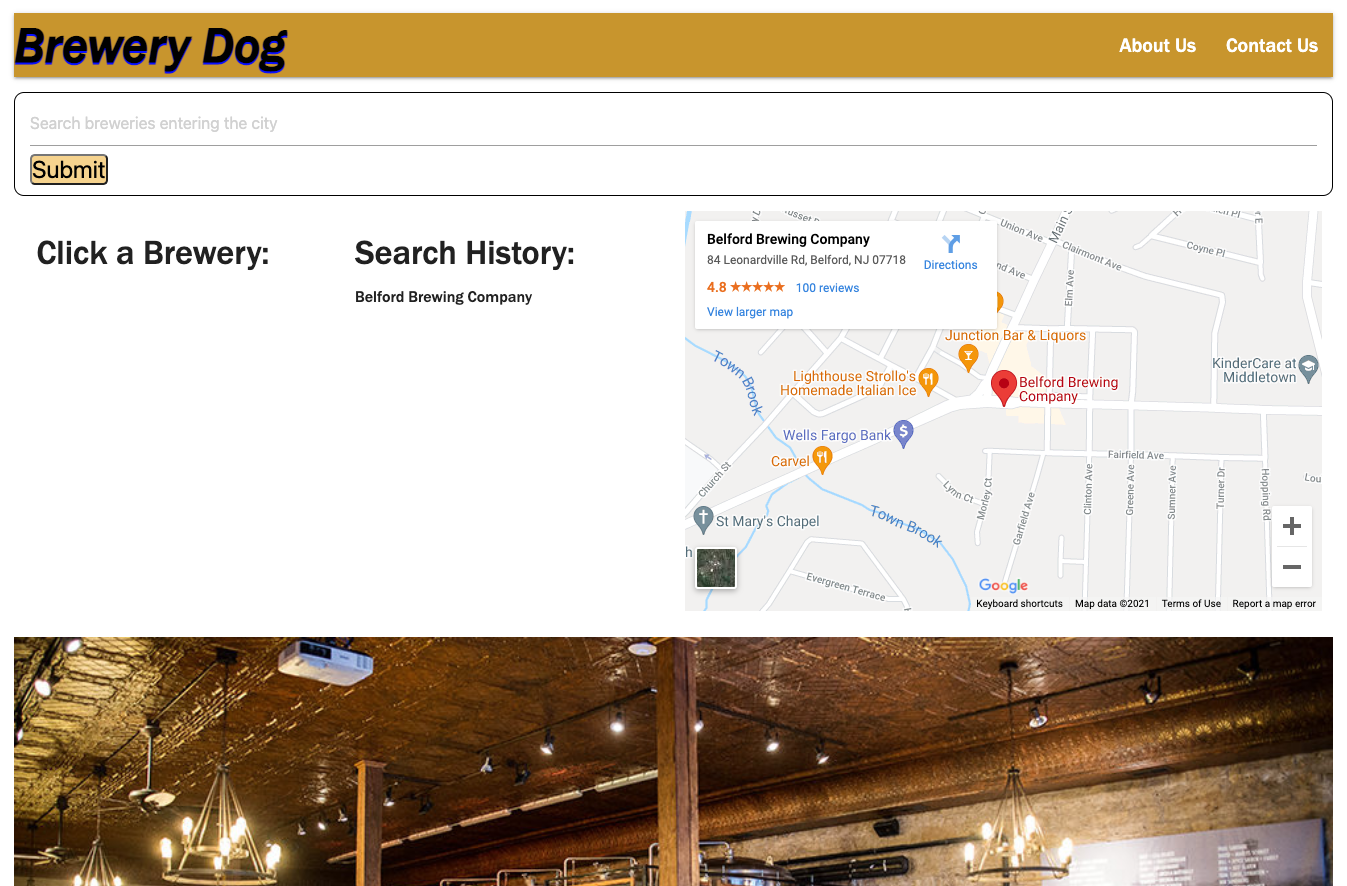 Brewery Dog
About Us
Contact Us
Search breweries entering the city
Submit
Click a Brewery:
Search History:
Belford Brewing Company
Belford Brewing Company
84 Leonardville Rd, Belford, NJ 07718
Directions
4.8 ★★★★★ 100 reviews
View larger map
Main
Union Ave
Clairmont Ave
Coyne Pl
nd Ave
Elm Ave
Junction Bar & Liquors
KinderCare at
Middletown
Town Brook
Lighthouse Strollo's
Homemade Italian Ice
Belford Brewing
Company
Wells Fargo Bank
Carvel
Fairfield Ave
Church St
Lynn Ct
Morley Ct
Garfield Ave
Clinton Ave
Greene Ave
Sumner Ave
Turner Dr
Hopping Rd
Lou
St Mary's Chapel
Town Brook
h
Evergreen Terrace
Google
Keyboard shortcuts
Map data ©2021
Terms of Use
Report a map error